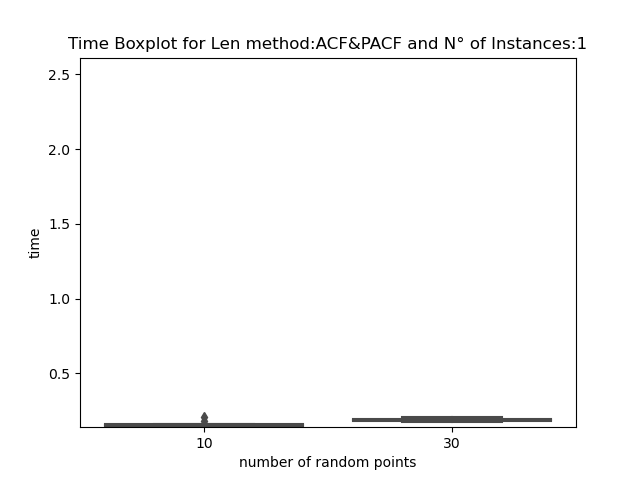 Time Boxplot for Len method:ACF&PACF and N° of Instances:1
2.5
2.0
1.5
1.0
0.5
time
10
30
number of random points